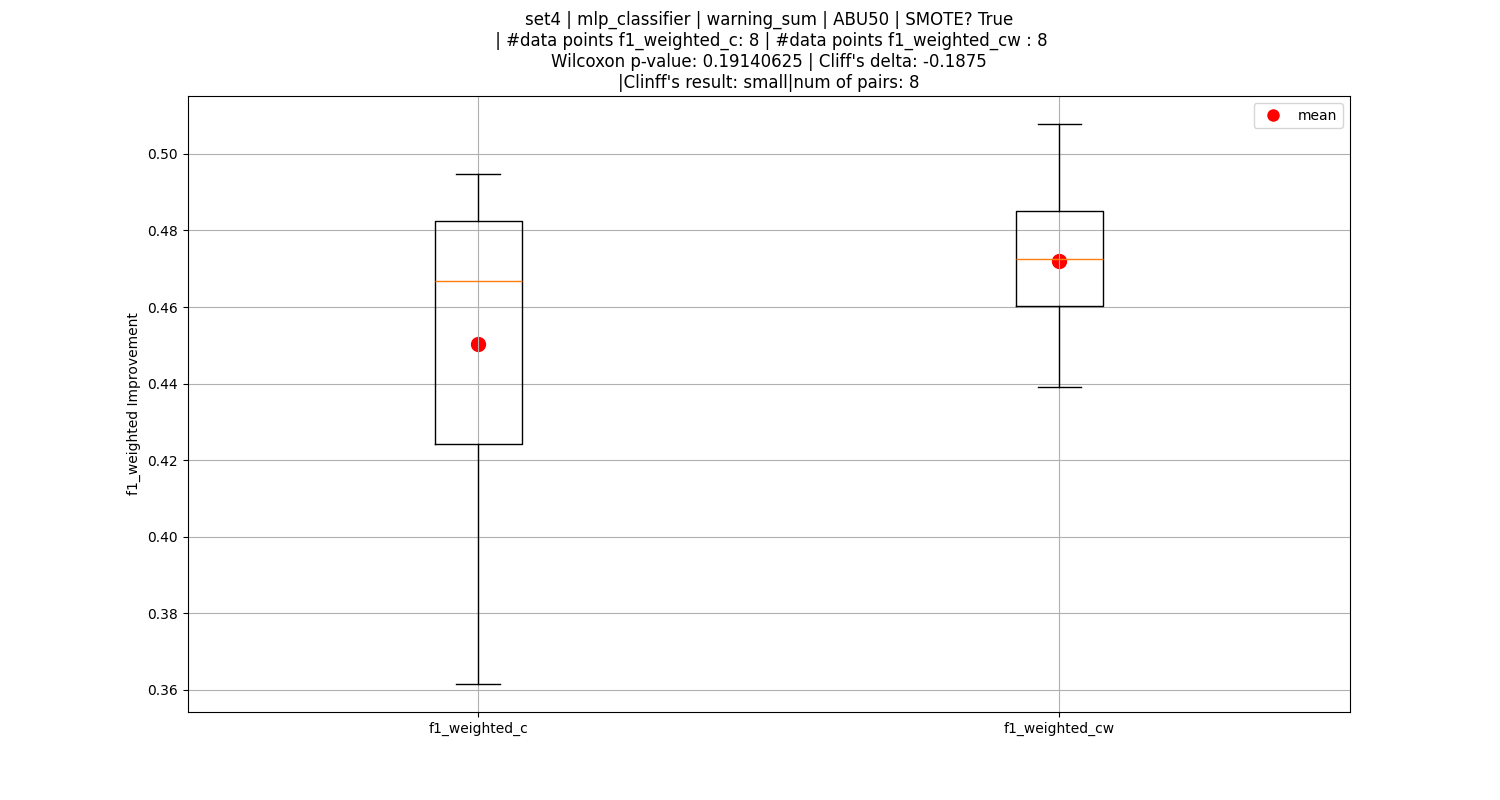 set4 | mlp_classifier | warning_sum | ABU50 | SMOTE? True
| #data points f1_weighted_c: 8 | #data points f1_weighted_cw : 8
Wilcoxon p-value: 0.19140625 | Cliff's delta: -0.1875
|Clinff's result: small|num of pairs: 8
mean
f1_weighted Improvement
0.50
0.48
0.46
0.44
0.42
0.40
0.38
0.36
f1_weighted_c
f1_weighted_cw